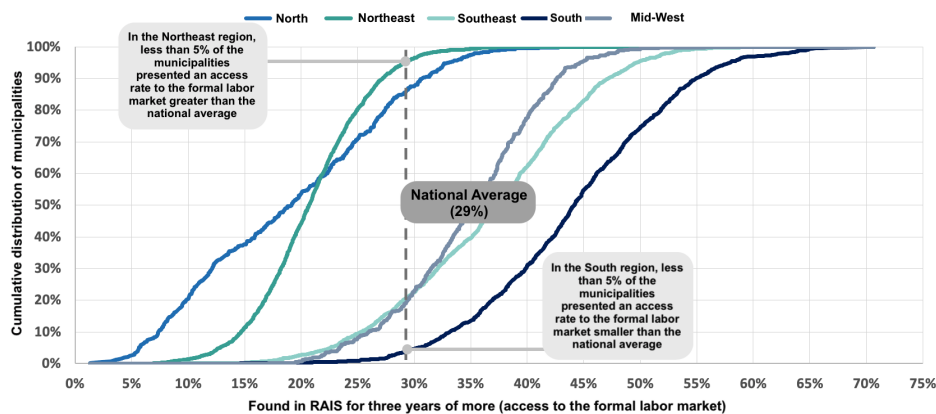 North
Northeast
Southeast
South
Mid-West
In the Northeast region,
less than 5% of the
municipalities
presented an access
rate to the formal labor
market greater than the
national average
100%
90%
80%
70%
60%
50%
40%
30%
20%
10%
0%
Cumulative distribution of municipalities
National Average
(29%)
In the South region, less
than 5% of the
municipalities
presented an access
rate to the formal labor
market smaller than the
national average
0%
5%
10%
15%
20%
25%
30%
35%
40%
45%
50%
55%
60%
65%
70%
75%
Found in RAIS for three years of more (access to the formal labor market)